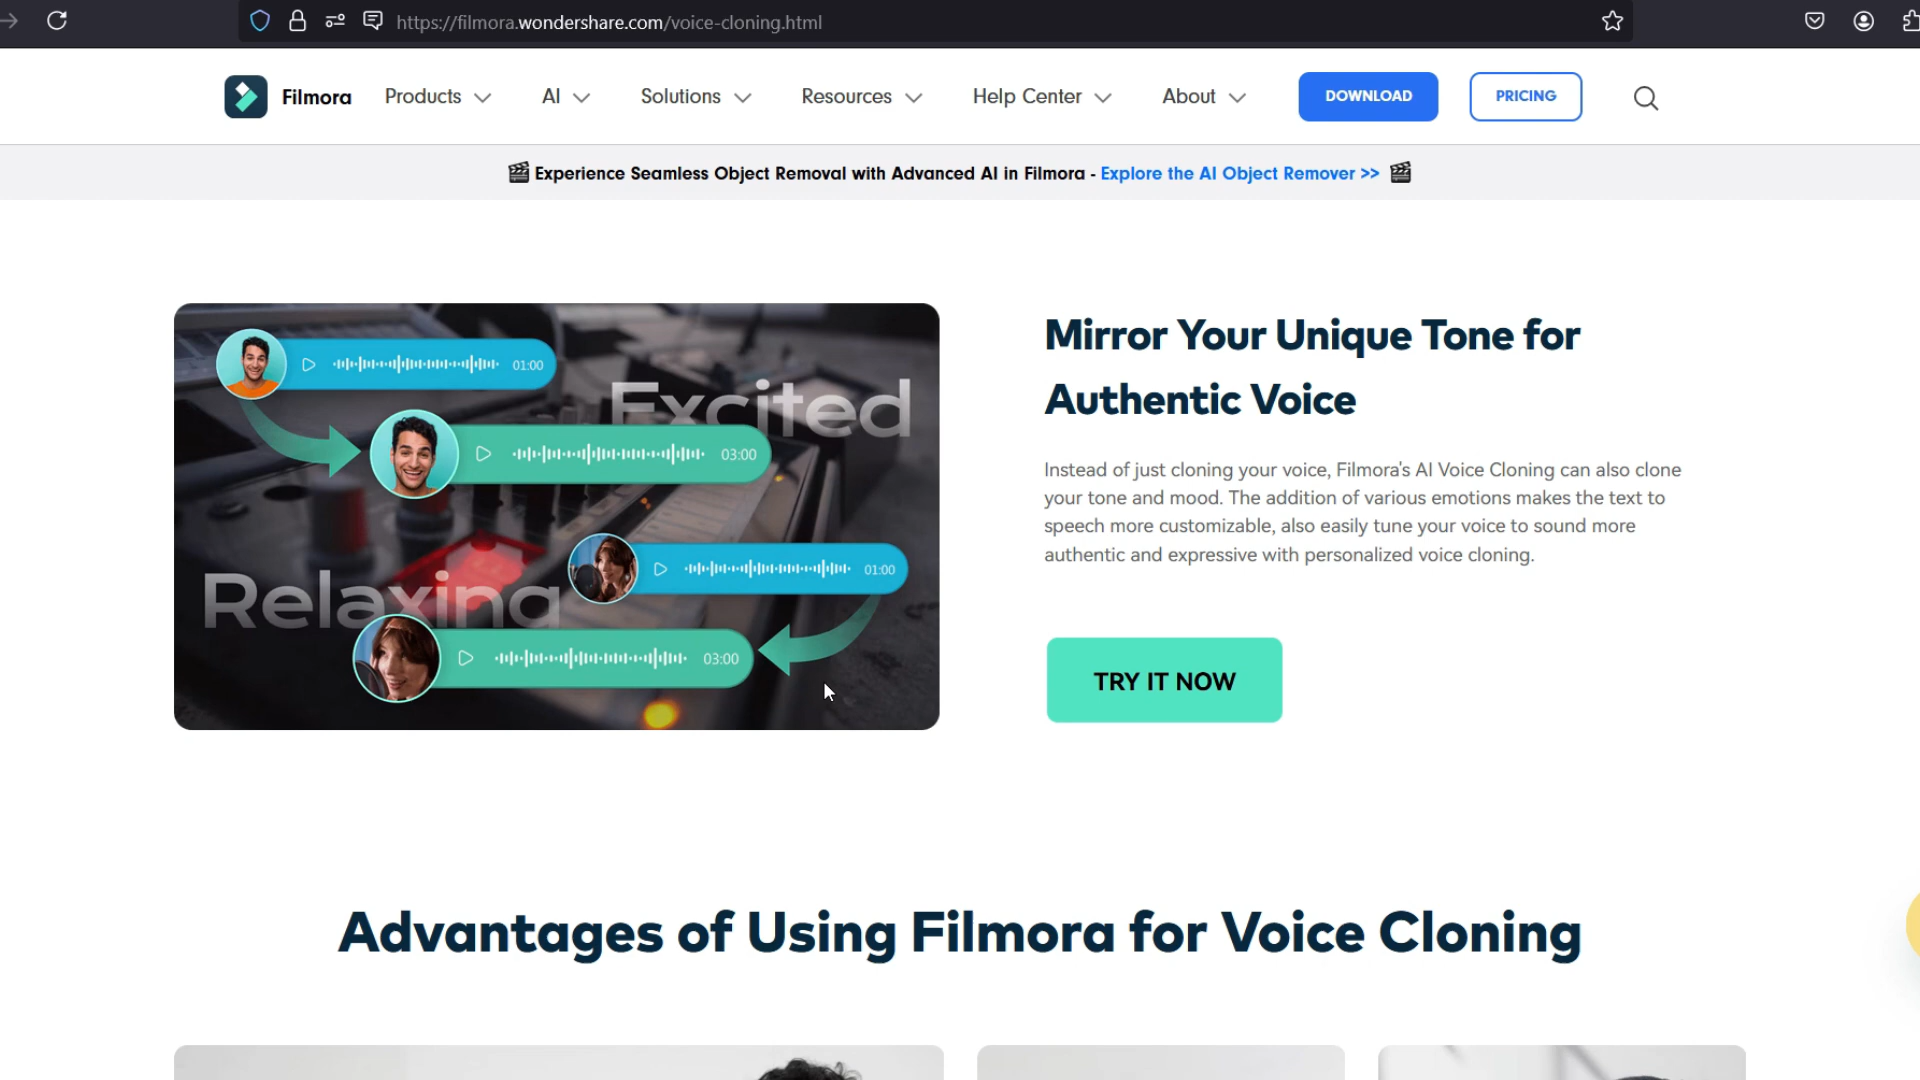 https://filmora.wondershare.com/voice-cloning.html
Filmora Products AI Solutions Resources Help Center About DOWNLOAD PRICING
Experience Seamless Object Removal with Advanced AI in Filmora - Explore the AI Object Remover >>
01:00
Excited
03:00
01:00
Relaxing
03:00
Mirror Your Unique Tone for
Authentic Voice
Instead of just cloning your voice, Filmora's AI Voice Cloning can also clone
your tone and mood. The addition of various emotions makes the text to
speech more customizable, also easily tune your voice to sound more
authentic and expressive with personalized voice cloning.
TRY IT NOW
Advantages of Using Filmora for Voice Cloning